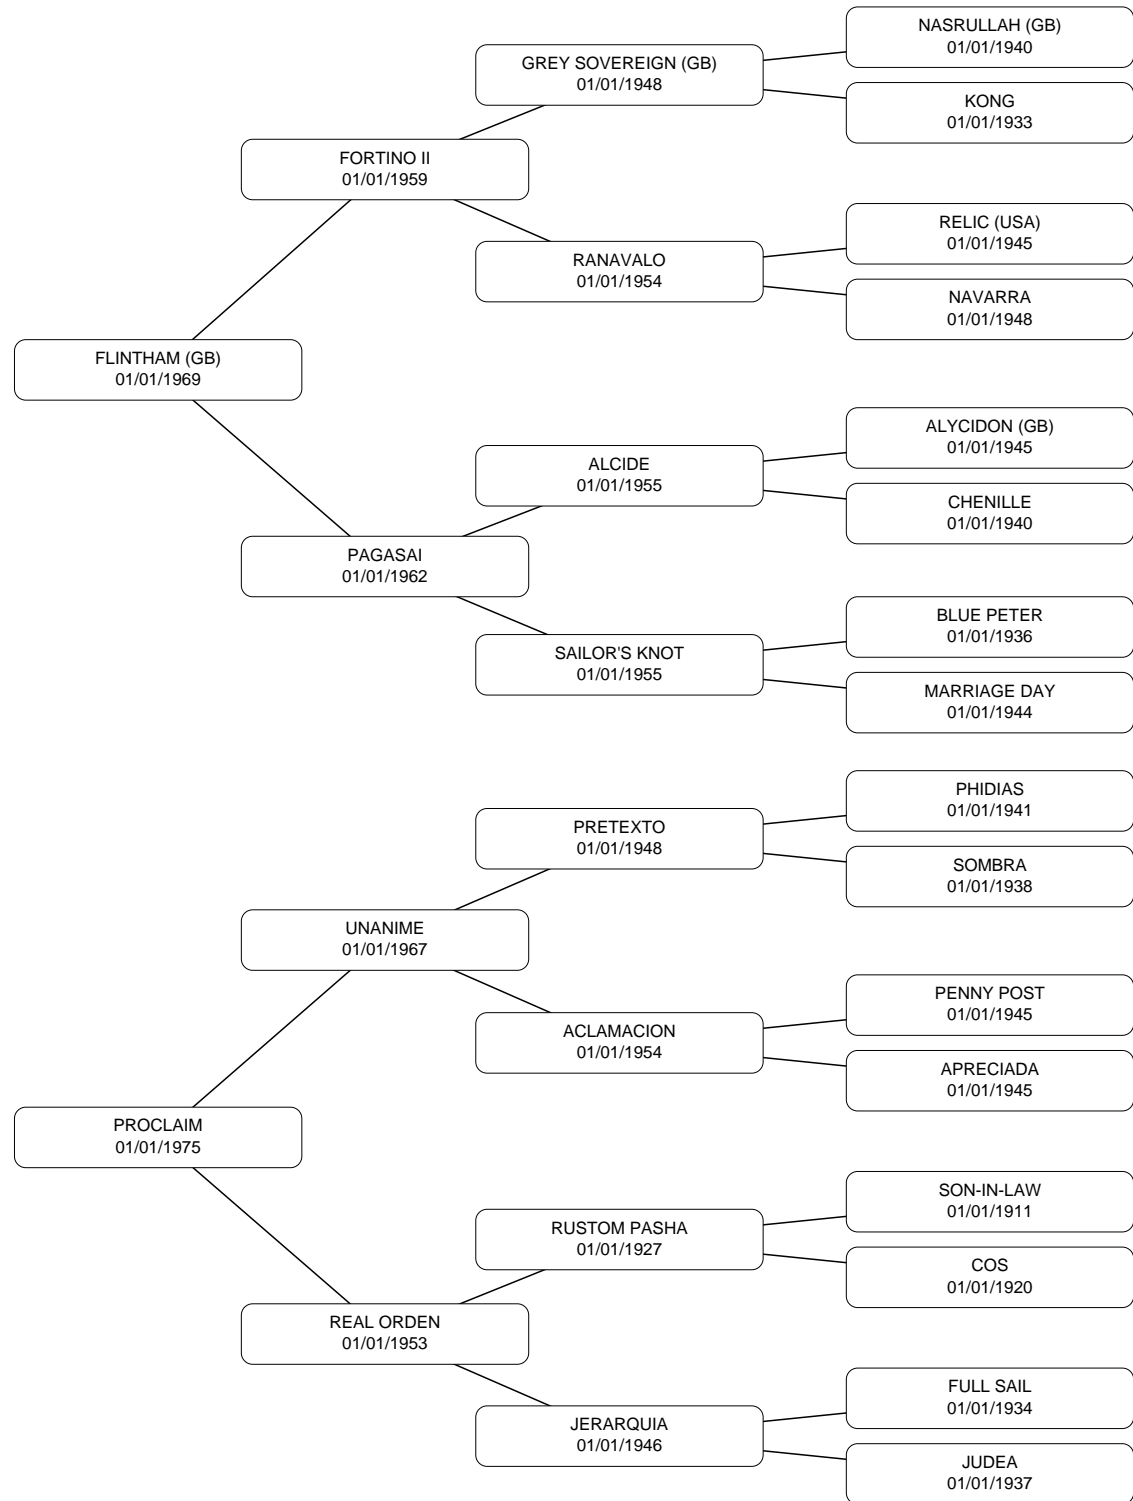 NASRULLAH (GB)
01/01/1940
GREY SOVEREIGN (GB)
01/01/1948
KONG
01/01/1933
FORTINO II
01/01/1959
RELIC (USA)
01/01/1945
RANAVALO
01/01/1954
NAVARRA
01/01/1948
FLINTHAM (GB)
01/01/1969
ALYCIDON (GB)
01/01/1945
ALCIDE
01/01/1955
CHENILLE
01/01/1940
PAGASAI
01/01/1962
BLUE PETER
01/01/1936
SAILOR'S KNOT
01/01/1955
MARRIAGE DAY
01/01/1944
PHIDIAS
01/01/1941
PRETEXTO
01/01/1948
SOMBRA
01/01/1938
UNANIME
01/01/1967
PENNY POST
01/01/1945
ACLAMACION
01/01/1954
APRECIADA
01/01/1945
PROCLAIM
01/01/1975
SON-IN-LAW
01/01/1911
RUSTOM PASHA
01/01/1927
COS
01/01/1920
REAL ORDEN
01/01/1953
FULL SAIL
01/01/1934
JERARQUIA
01/01/1946
JUDEA
01/01/1937